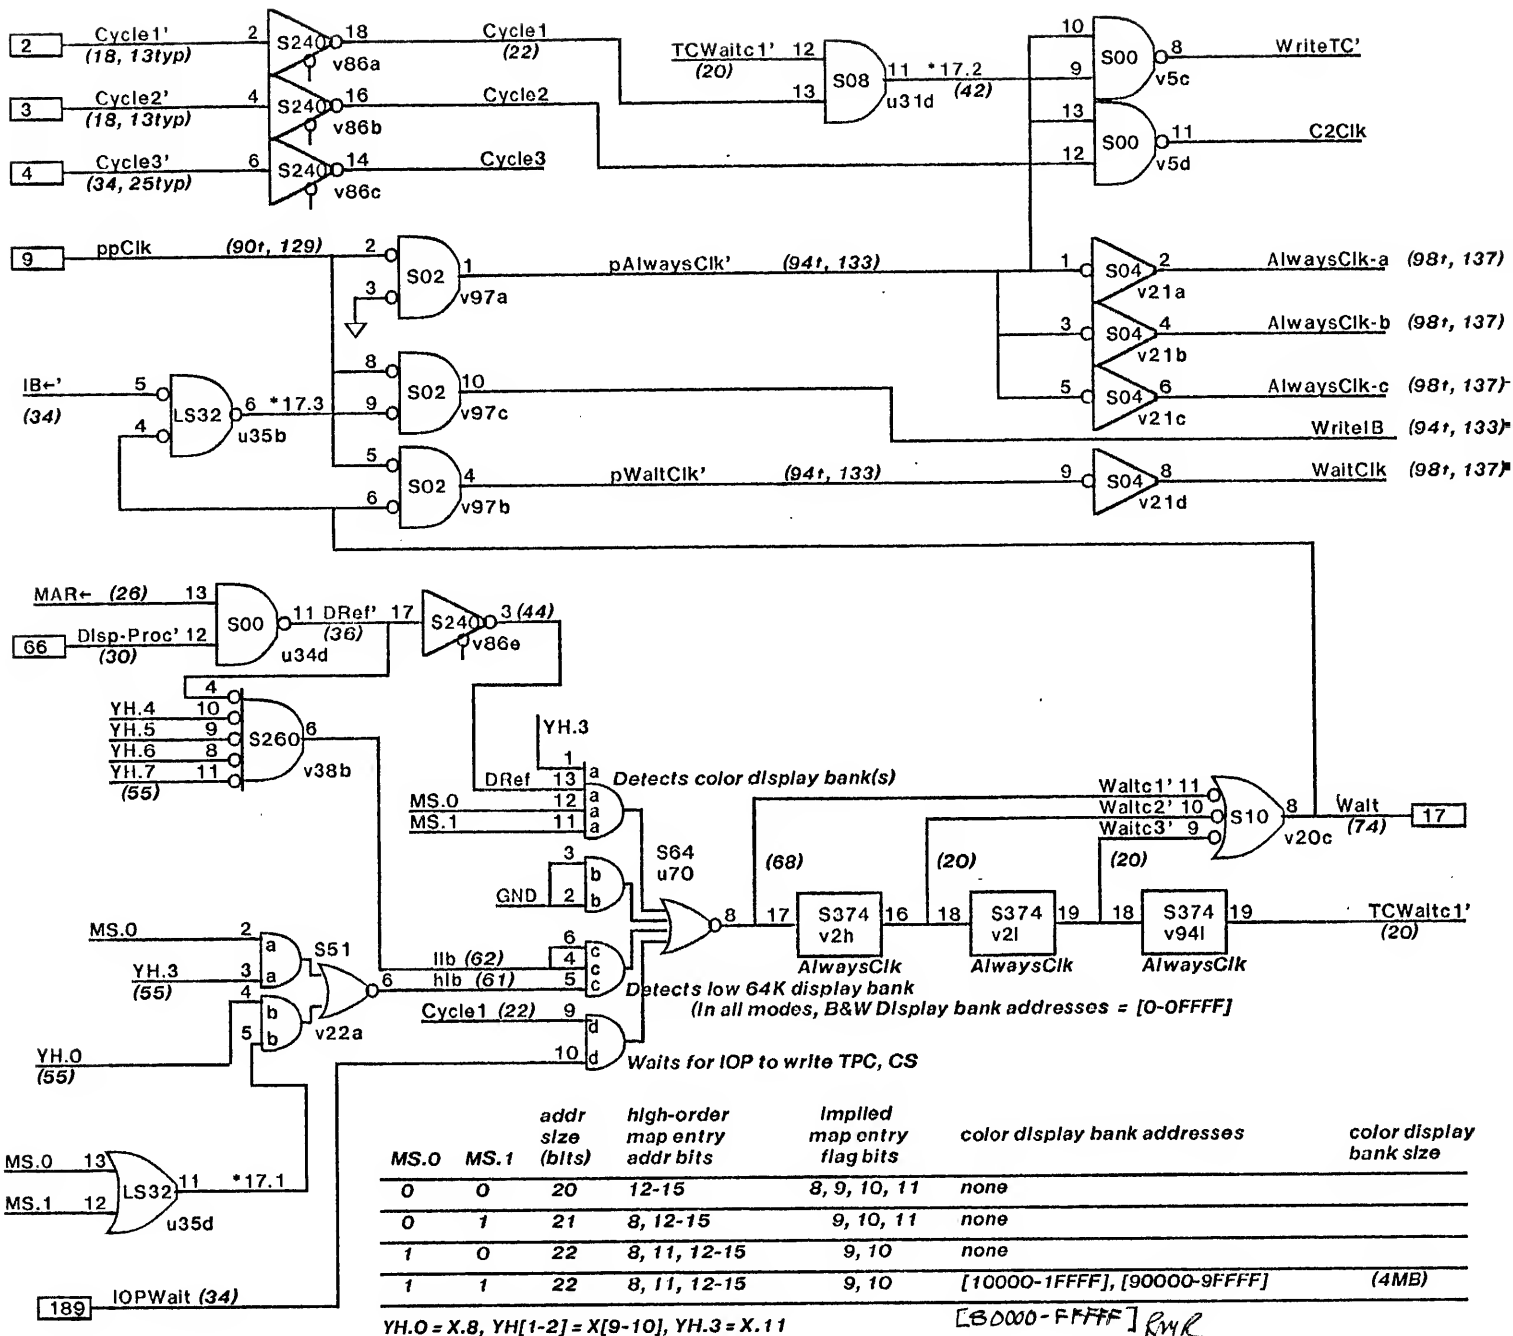 2 Cycle1' (18, 13typ) 2 S240 18 v86a Cycle1 (22)
3 Cycle2' (18, 13typ) 4 S240 16 v86b Cycle2
4 Cycle3' (34, 25typ) 6 S240 14 v86c Cycle3
TCWaitc1' 12 (20) 13 S08 11 *17.2 (42) u31d
10 9 S00 8 v5c WriteTC'
13 12 S00 11 v5d C2Clk
9 ppClk (90t, 129) 2 3 S02 1 v97a pAlwaysClk' (94t, 133)
1 S04 2 v21a AlwaysClk-a (98t, 137)
3 S04 4 v21b AlwaysClk-b (98t, 137)
5 S04 6 v21c AlwaysClk-c (98t, 137)
IB←' (34) 5 4 LS32 6 *17.3 u35b
8 9 S02 10 v97c WriteIB (94t, 133)
5 6 S02 4 v97b pWaitClk' (94t, 133) 9 S04 8 v21d WaitClk (98t, 137)
MAR← (26) 13
66 Disp-Proc' 12 (30) S00 11 DRef' (36) u34d 17 S240 3 (44) v86e
4
YH.4 10
YH.5 9
YH.6 8
YH.7 11
(55) S260 6 v38b
YH.3 1 a
DRef 13 a
MS.0 12 a
MS.1 11 a
Detects color display bank(s)
3 b
GND 2 b
S64 u70 8
MS.0 2 a
YH.3 3 a
(55)
S51 6 v22a
4 b
5 b
YH.0 (55)
6 c
llb (62) 4 c
hlb (61) 5 c
Detects low 64K display bank
(In all modes, B&W Display bank addresses = [0-0FFFF]
Cycle1 (22) 9 d
10 d
Waits for IOP to write TPC, CS
(68) 17 S374 v2h 16 AlwaysClk
(20) 18 S374 v2l 19 AlwaysClk
(20) 18 S374 v94l 19 AlwaysClk
TCWaitc1' (20)
Waitc1' 11
Waitc2' 10
Waitc3' 9
S10 8 v20c Wait (74) 17
MS.0 13
MS.1 12
LS32 11 *17.1 u35d
189 IOPWait (34)
MS.0 MS.1 addr size (bits) high-order map entry addr bits implied map entry flag bits color display bank addresses color display bank size
0 0 20 12-15 8, 9, 10, 11 none
0 1 21 8, 12-15 9, 10, 11 none
1 0 22 8, 11, 12-15 9, 10 none
1 1 22 8, 11, 12-15 9, 10 [10000-1FFFF], [90000-9FFFF] (4MB)
YH.0 = X.8, YH[1-2] = X[9-10], YH.3 = X.11